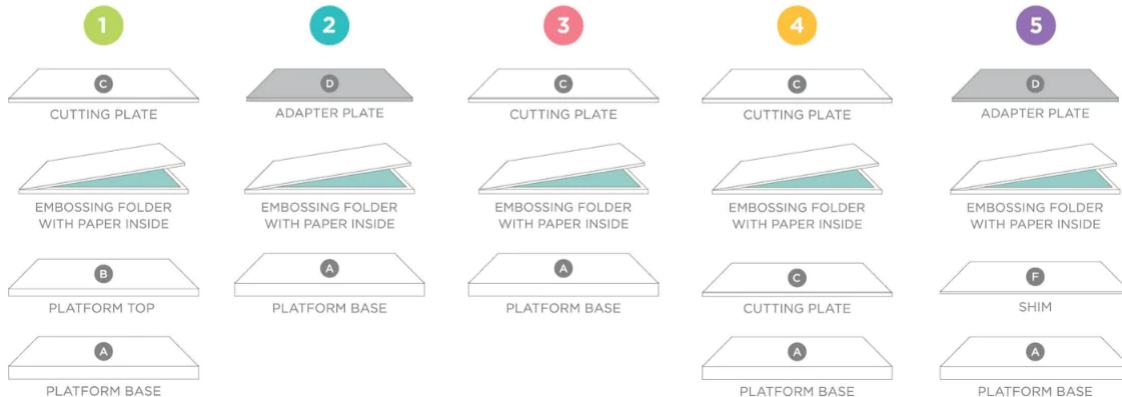 1
C
CUTTING PLATE
EMBOSSING FOLDER
WITH PAPER INSIDE
B
PLATFORM TOP
A
PLATFORM BASE
2
D
ADAPTER PLATE
EMBOSSING FOLDER
WITH PAPER INSIDE
A
PLATFORM BASE
3
C
CUTTING PLATE
EMBOSSING FOLDER
WITH PAPER INSIDE
A
PLATFORM BASE
4
C
CUTTING PLATE
EMBOSSING FOLDER
WITH PAPER INSIDE
C
CUTTING PLATE
A
PLATFORM BASE
5
D
ADAPTER PLATE
EMBOSSING FOLDER
WITH PAPER INSIDE
F
SHIM
A
PLATFORM BASE